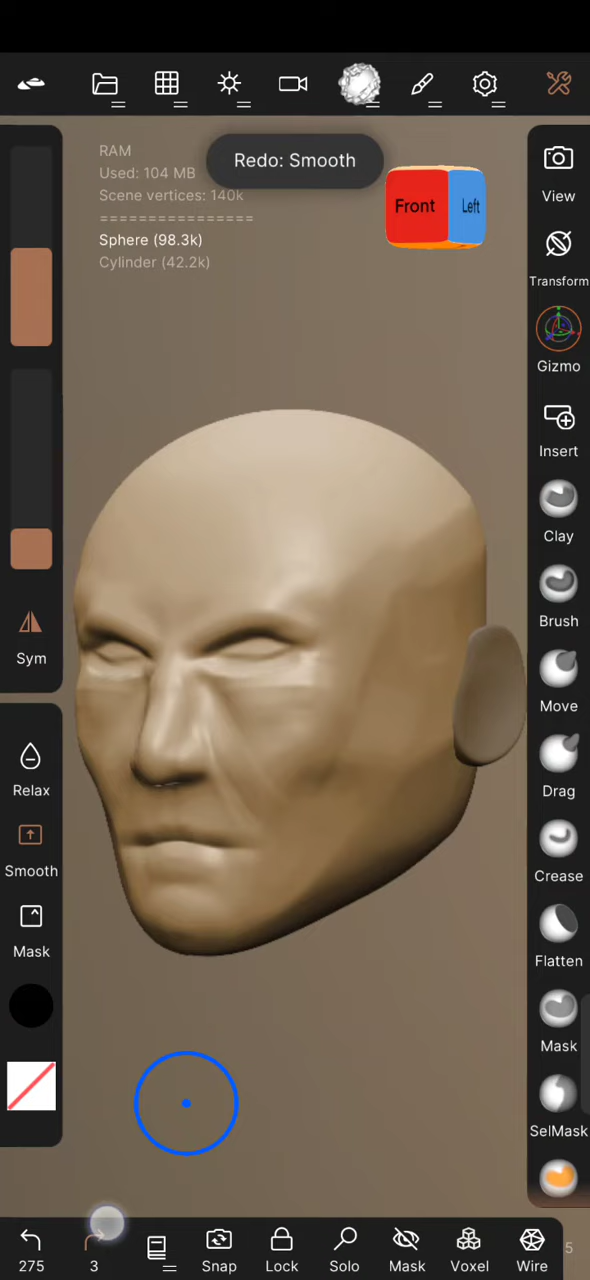 Redo: Smooth
RAM
Used: 104 MB
Scene vertices: 140k
================
Sphere (98.3k)
Cylinder (42.2k)
Front
Left
View
Transform
Gizmo
Insert
Clay
Brush
Move
Drag
Crease
Flatten
Mask
SelMask
Sym
Relax
Smooth
Mask
275
3
Snap
Lock
Solo
Mask
Voxel
Wire
5